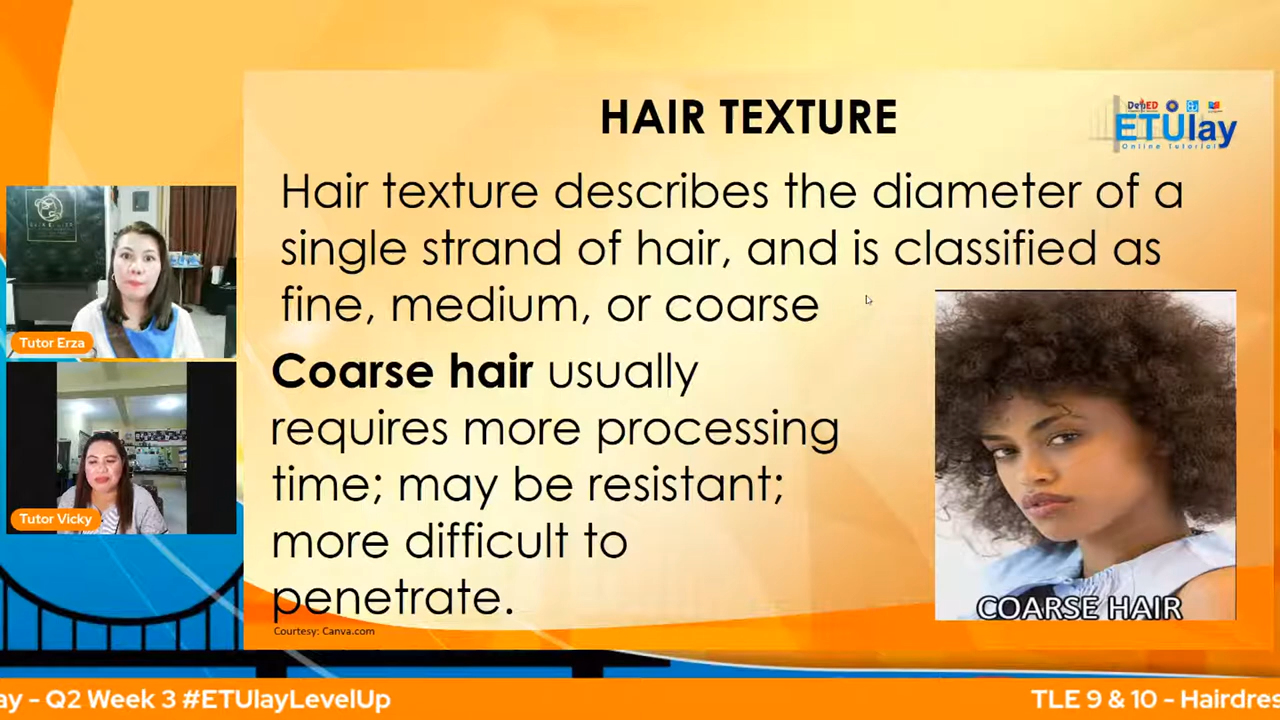 HAIR TEXTURE
DepED
ETUlay
Online Tutorial
Hair texture describes the diameter of a
single strand of hair, and is classified as
fine, medium, or coarse
Coarse hair usually
requires more processing
time; may be resistant;
more difficult to
penetrate.
Courtesy: Canva.com
COARSE HAIR
Tutor Erza
Tutor Vicky
ay - Q2 Week 3 #ETUlayLevelUp
TLE 9 & 10 - Hairdres